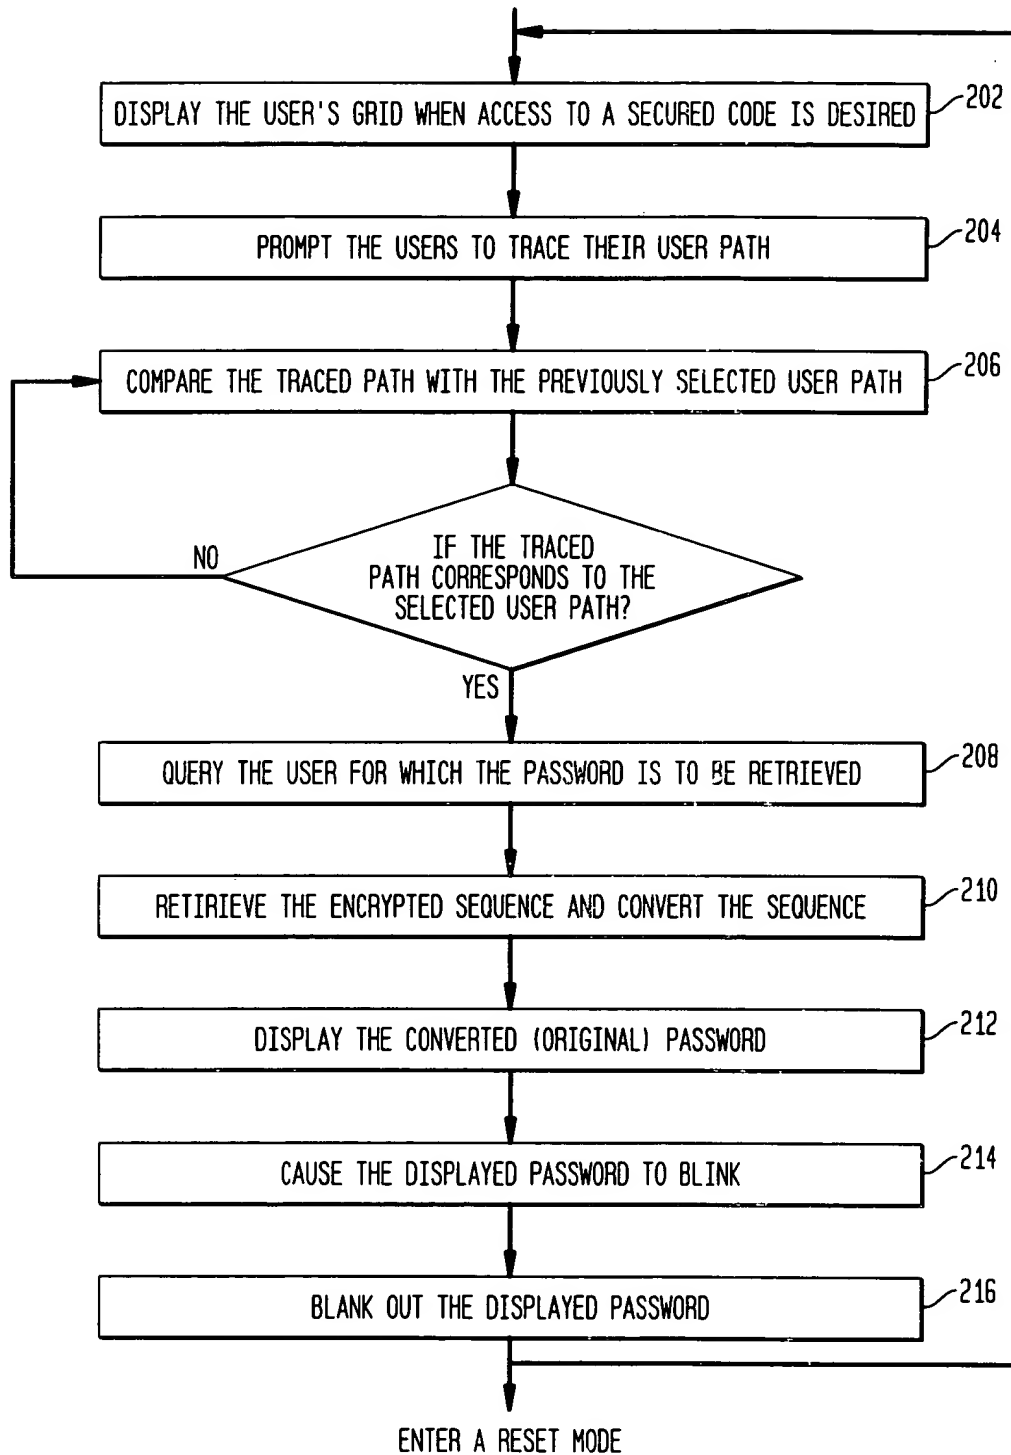 DISPLAY THE USER'S GRID WHEN ACCESS TO A SECURED CODE IS DESIRED
202
PROMPT THE USERS TO TRACE THEIR USER PATH
204
COMPARE THE TRACED PATH WITH THE PREVIOUSLY SELECTED USER PATH
206
IF THE TRACED
PATH CORRESPONDS TO THE
SELECTED USER PATH?
NO
YES
QUERY THE USER FOR WHICH THE PASSWORD IS TO BE RETRIEVED
208
RETIRIEVE THE ENCRYPTED SEQUENCE AND CONVERT THE SEQUENCE
210
DISPLAY THE CONVERTED (ORIGINAL) PASSWORD
212
CAUSE THE DISPLAYED PASSWORD TO BLINK
214
BLANK OUT THE DISPLAYED PASSWORD
216
ENTER A RESET MODE